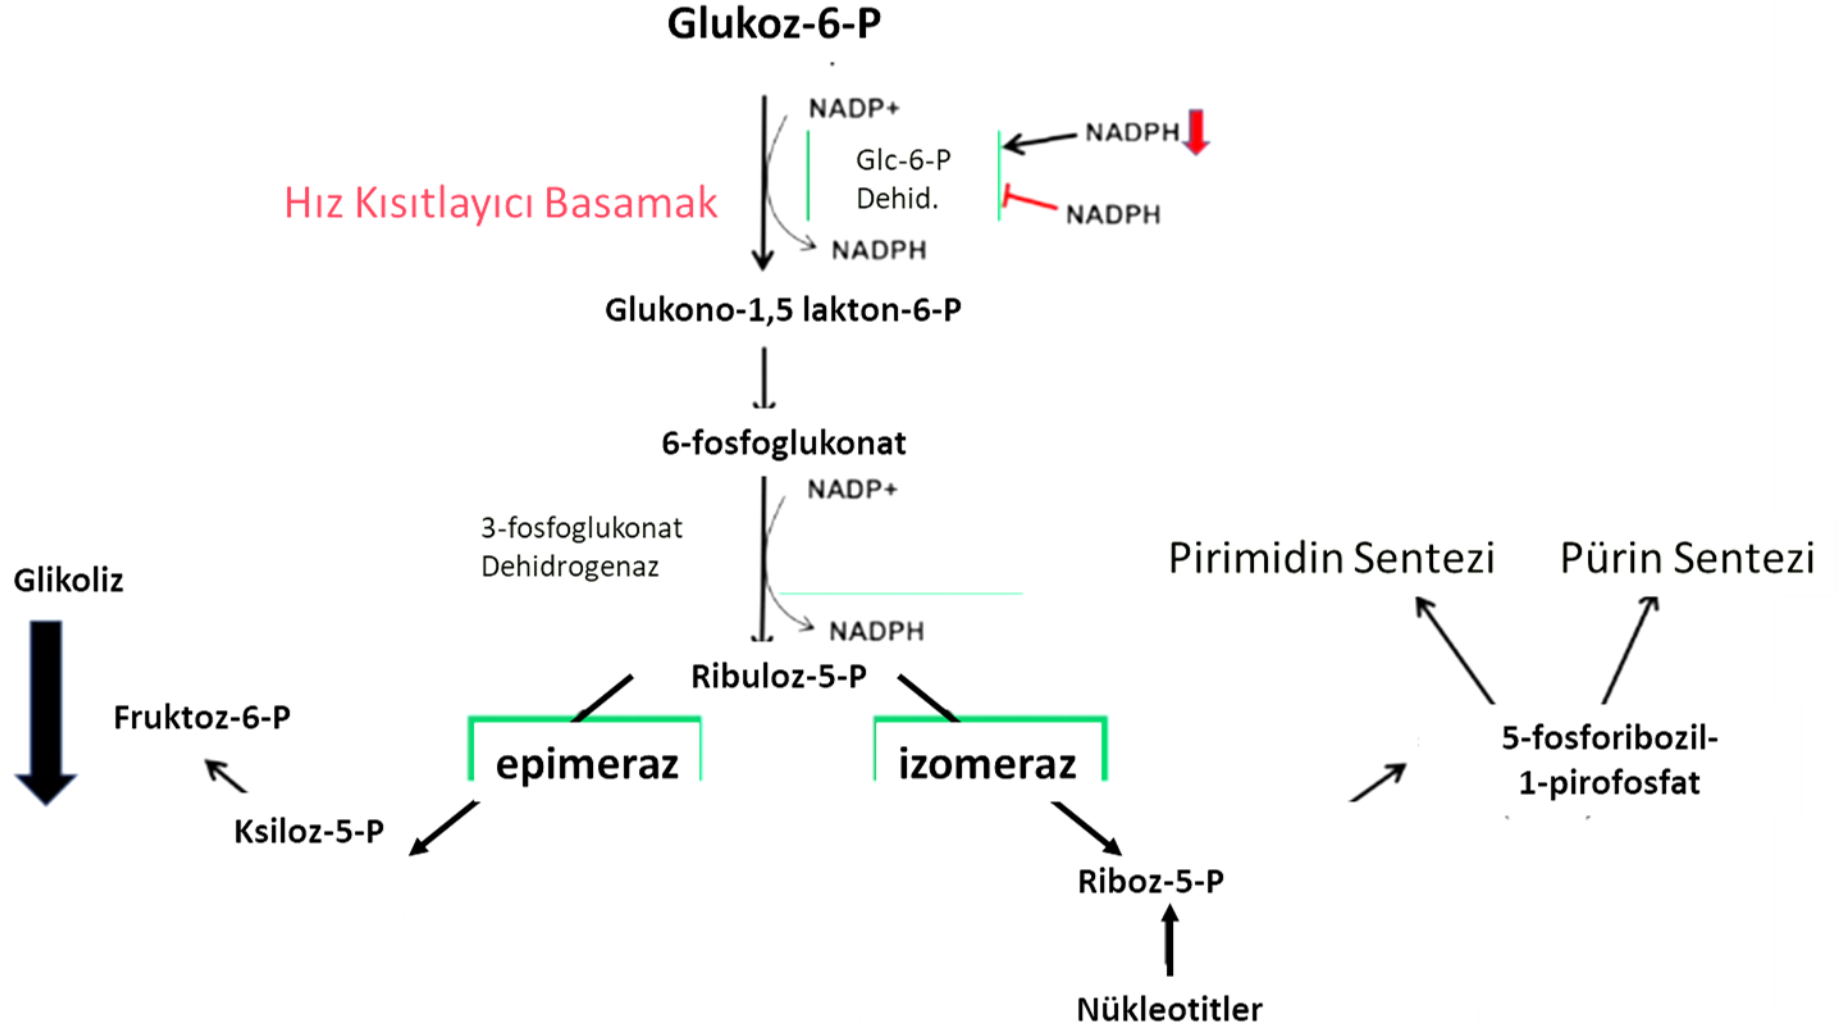 Glukoz-6-P
NADP+
Glc-6-P
Dehid.
NADPH
NADPH
Hız Kısıtlayıcı Basamak
NADPH
Glukono-1,5 lakton-6-P
6-fosfoglukonat
NADP+
3-fosfoglukonat
Dehidrogenaz
NADPH
Ribuloz-5-P
Glikoliz
Fruktoz-6-P
epimeraz
izomeraz
Ksiloz-5-P
Riboz-5-P
Nükleotitler
Pirimidin Sentezi
Pürin Sentezi
5-fosforibozil-
1-pirofosfat